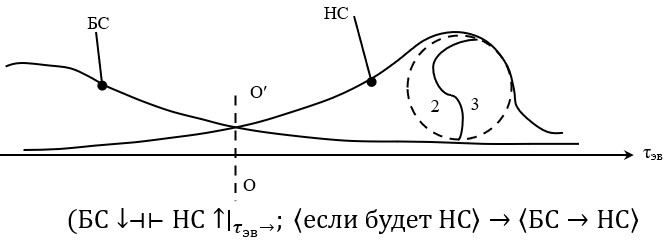 БС
НС
О′
2 3
τэв
О
(БС ↓⊣⊢ НС ↑|τэв→; ⟨если будет НС⟩ → ⟨БС → НС⟩